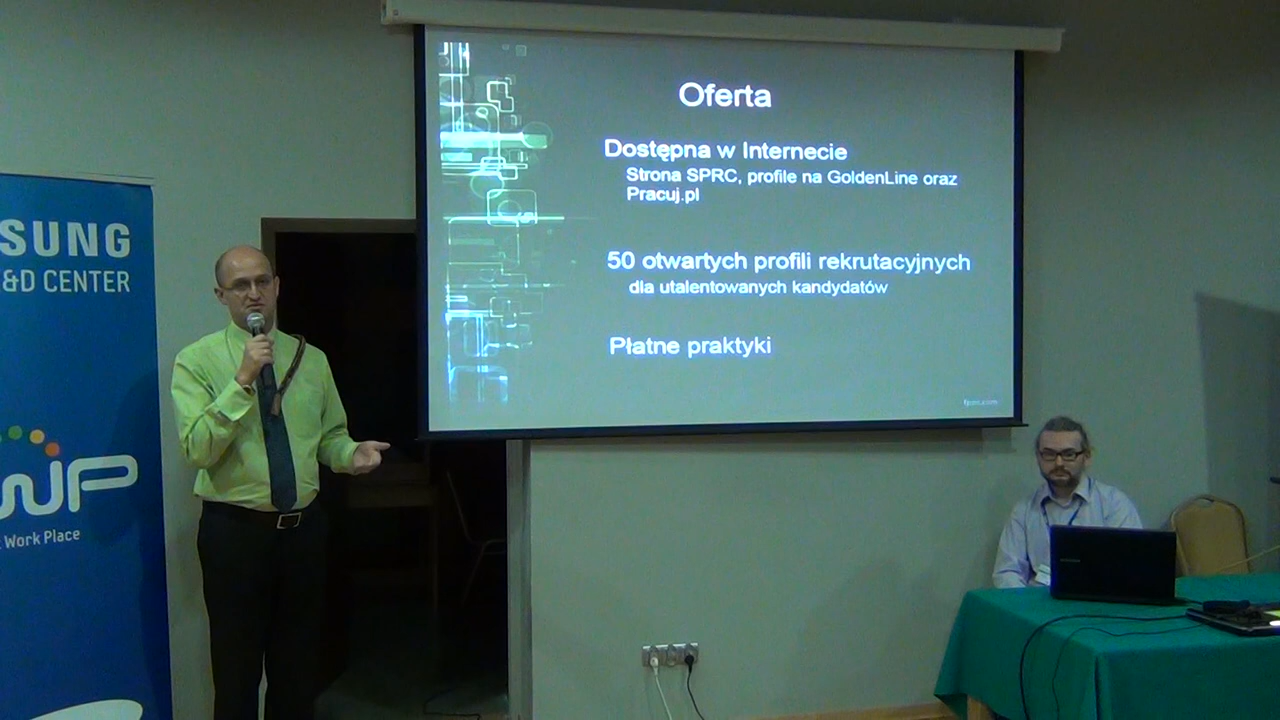 SUNG
&D CENTER
WP
Work Place
Oferta
Dostępna w Internecie
Strona SPRC, profile na GoldenLine oraz
Pracuj.pl
50 otwartych profili rekrutacyjnych
dla utalentowanych kandydatów
Płatne praktyki